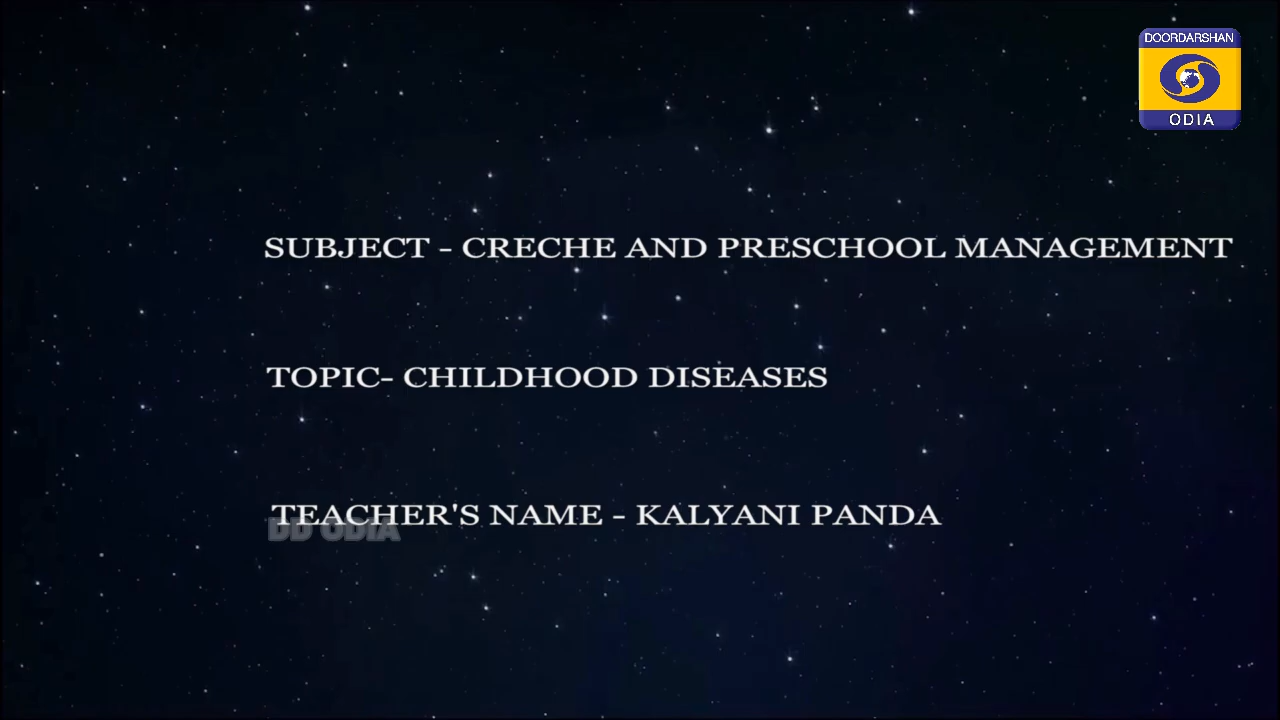 DOORDARSHAN
ODIA
SUBJECT - CRECHE AND PRESCHOOL MANAGEMENT
TOPIC- CHILDHOOD DISEASES
TEACHER'S NAME - KALYANI PANDA
DD ODIA